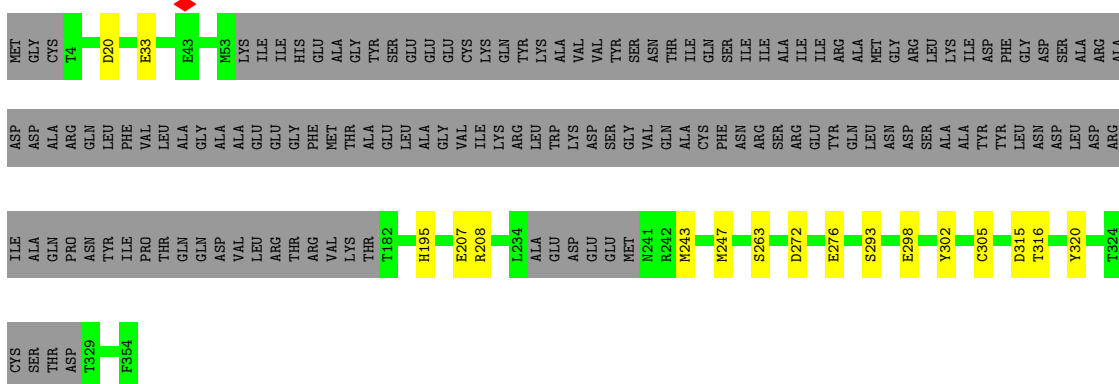 MET GLY CYS T4 D20 E33 E43 M53 LYS ILE ILE HIS GLU ALA GLY TYR SER GLU GLU GLU CYS LYS GLN TYR LYS ALA VAL VAL TYR SER ASN THR ILE GLN SER ILE ILE ALA ILE ILE ARG ALA MET GLY ARG LEU LYS ILE ASP PHE GLY ASP SER ALA ARG ALA
ASP ASP ALA ARG GLN LEU PHE VAL LEU ALA GLY ALA ALA GLU GLU GLY PHE MET THR ALA GLU LEU ALA GLY VAL ILE LYS ARG LEU TRP LYS ASP SER GLY VAL GLN ALA CYS PHE ASN ARG SER ARG GLU TYR GLN LEU ASN ASP SER ALA ALA TYR TYR LEU ASN ASP LEU ASP ARG
ILE ALA GLN PRO ASN TYR ILE PRO THR GLN GLN ASP VAL LEU ARG THR ARG VAL LYS THR T182 H195 E207 R208 L234 ALA GLU ASP GLU GLU MET N241 R242 M243 M247 S263 D272 E276 S293 E298 Y302 C305 D315 T316 Y320 T324
CYS SER THR ASP T329 F354